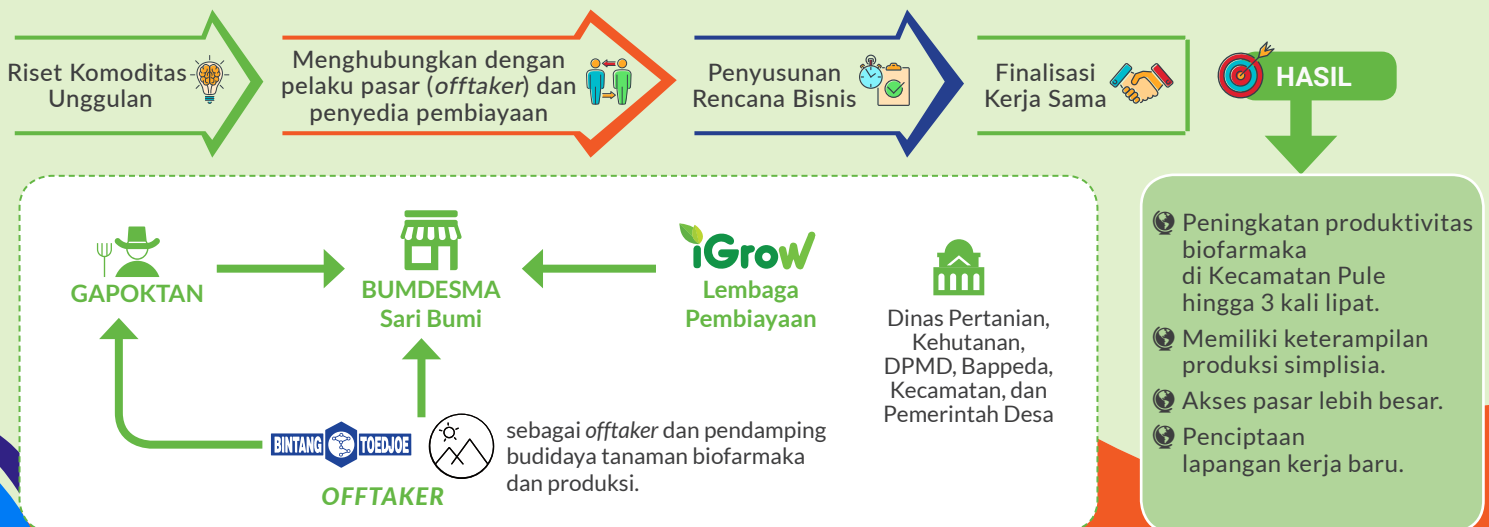 Riset Komoditas
Unggulan
Menghubungkan dengan
pelaku pasar (offtaker) dan
penyedia pembiayaan
Penyusunan
Rencana Bisnis
Finalisasi
Kerja Sama
HASIL
GAPOKTAN
BUMDESMA
Sari Bumi
iGrow
Lembaga
Pembiayaan
Dinas Pertanian,
Kehutanan,
DPMD, Bappeda,
Kecamatan, dan
Pemerintah Desa
BINTANG TOEDJOE
OFFTAKER
sebagai offtaker dan pendamping
budidaya tanaman biofarmaka
dan produksi.
Peningkatan produktivitas
biofarmaka
di Kecamatan Pule
hingga 3 kali lipat.
Memiliki keterampilan
produksi simplisia.
Akses pasar lebih besar.
Penciptaan
lapangan kerja baru.